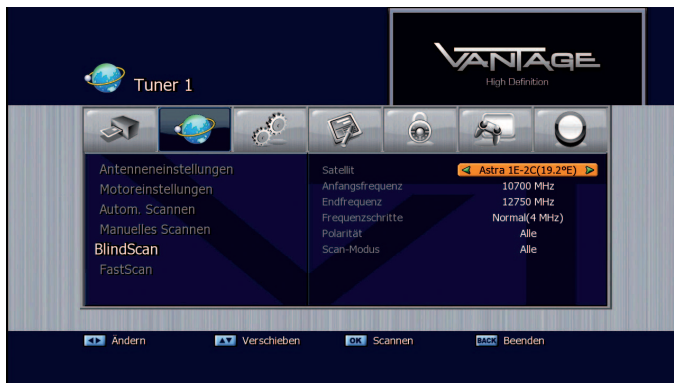 Tuner 1
VANTAGE
High Definition
Antenneneinstellungen
Motoreinstellungen
Autom. Scannen
Manuelles Scannen
BlindScan
FastScan
Satellit Astra 1E-2C(19.2ºE)
Anfangsfrequenz 10700 MHz
Endfrequenz 12750 MHz
Frequenzschritte Normal(4 MHz)
Polarität Alle
Scan-Modus Alle
Ändern Verschieben OK Scannen BACK Beenden